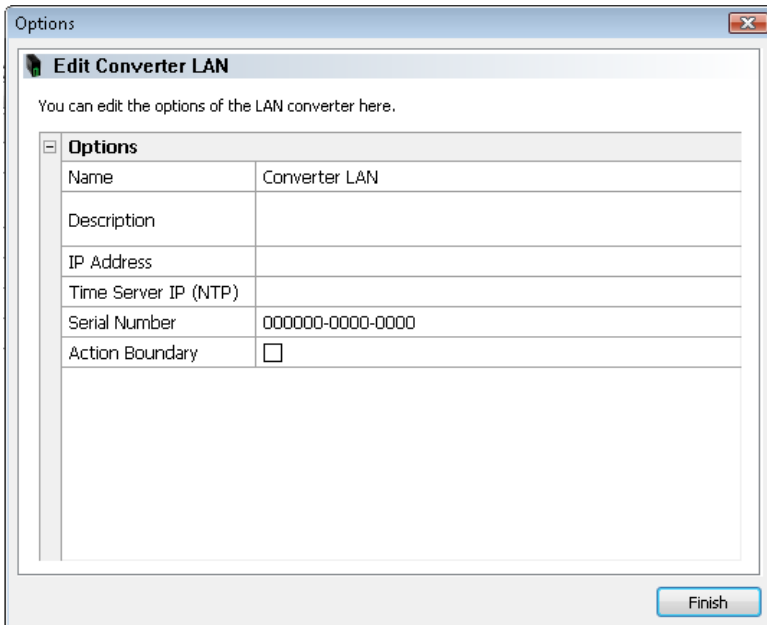 Options
Edit Converter LAN
You can edit the options of the LAN converter here.
Options
Name Converter LAN
Description
IP Address
Time Server IP (NTP)
Serial Number 000000-0000-0000
Action Boundary
Finish